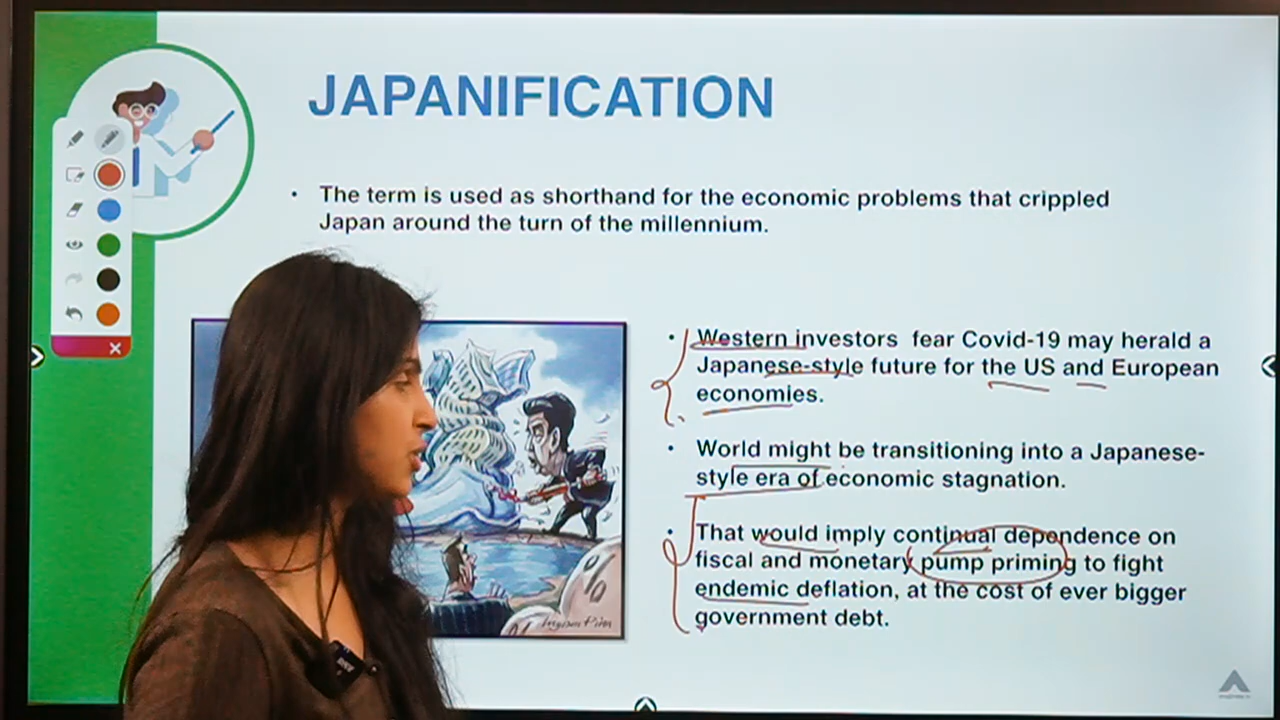 JAPANIFICATION
• The term is used as shorthand for the economic problems that crippled
Japan around the turn of the millennium.
• Western investors fear Covid-19 may herald a
Japanese-style future for the US and European
economies.
• World might be transitioning into a Japanese-
style era of economic stagnation.
• That would imply continual dependence on
fiscal and monetary pump priming to fight
endemic deflation, at the cost of ever bigger
government debt.
%